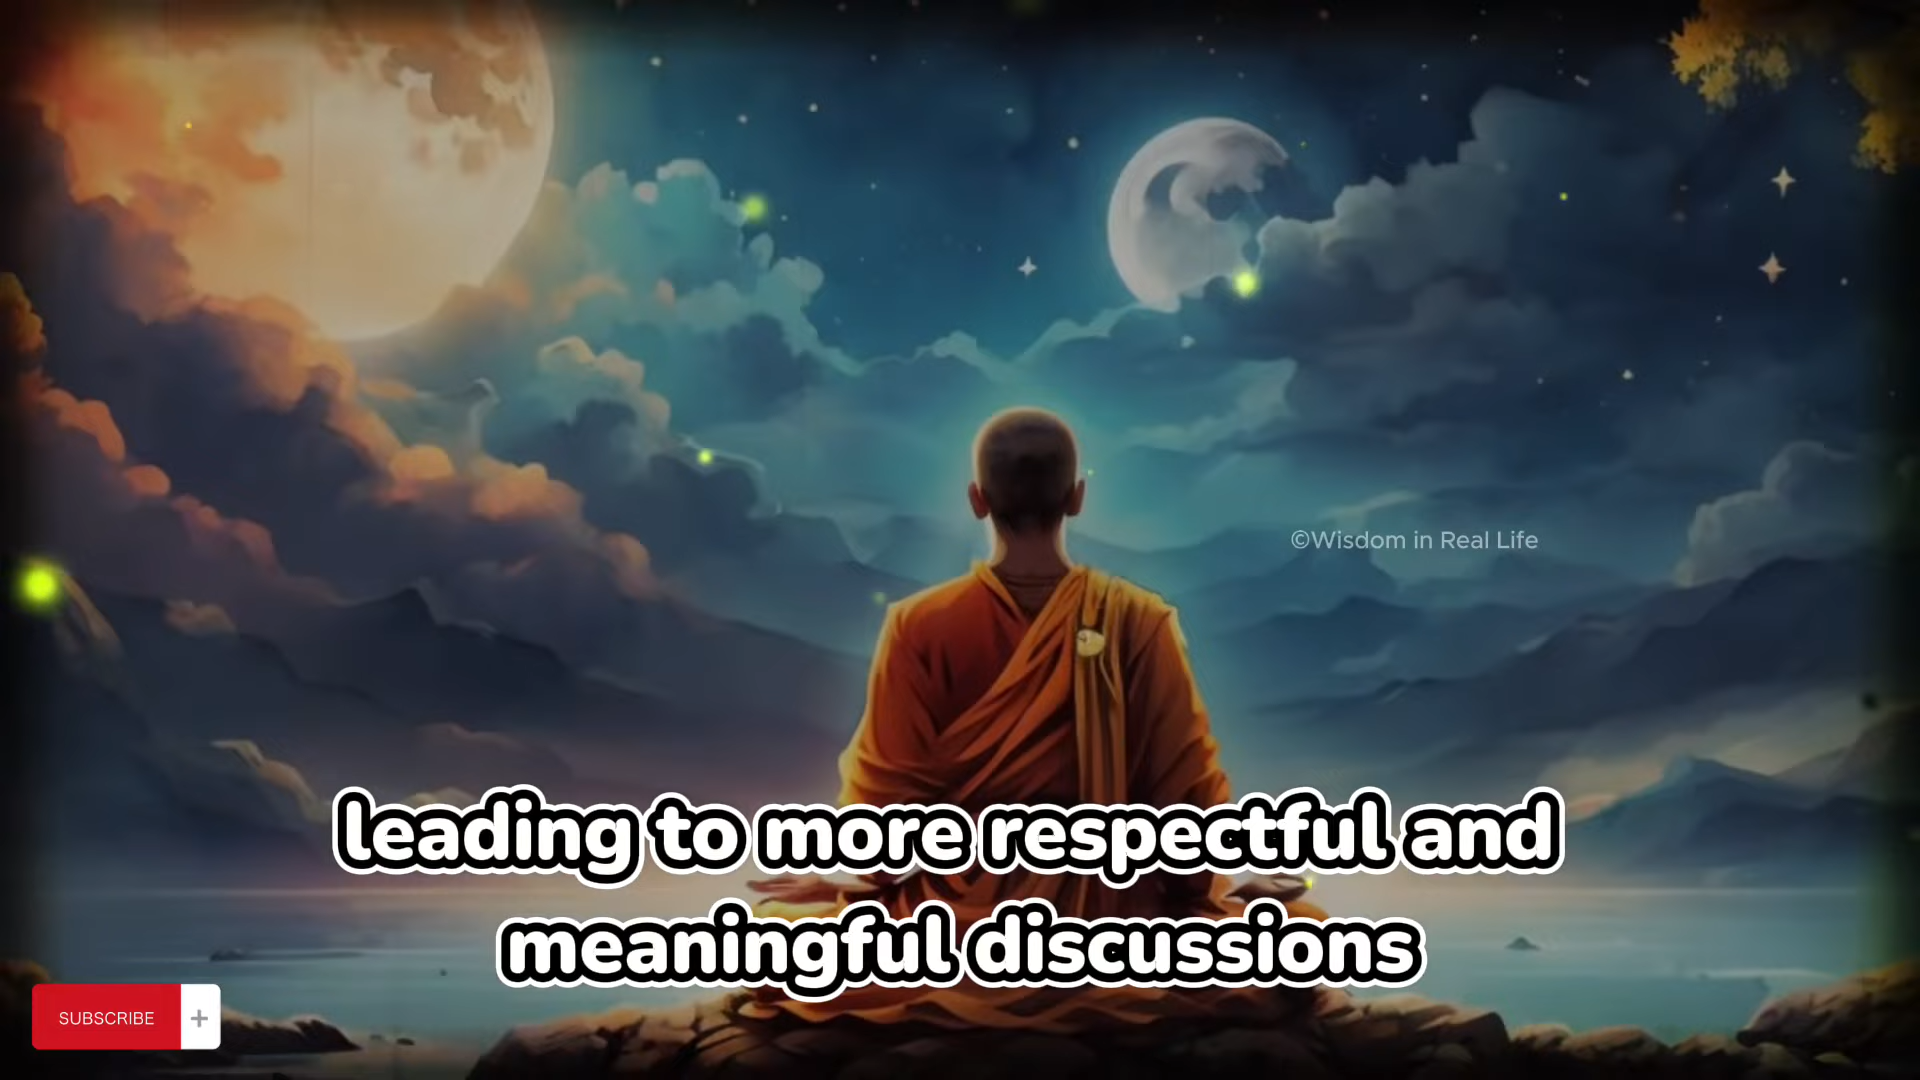 ©Wisdom in Real Life
leading to more respectful and
meaningful discussions
SUBSCRIBE +